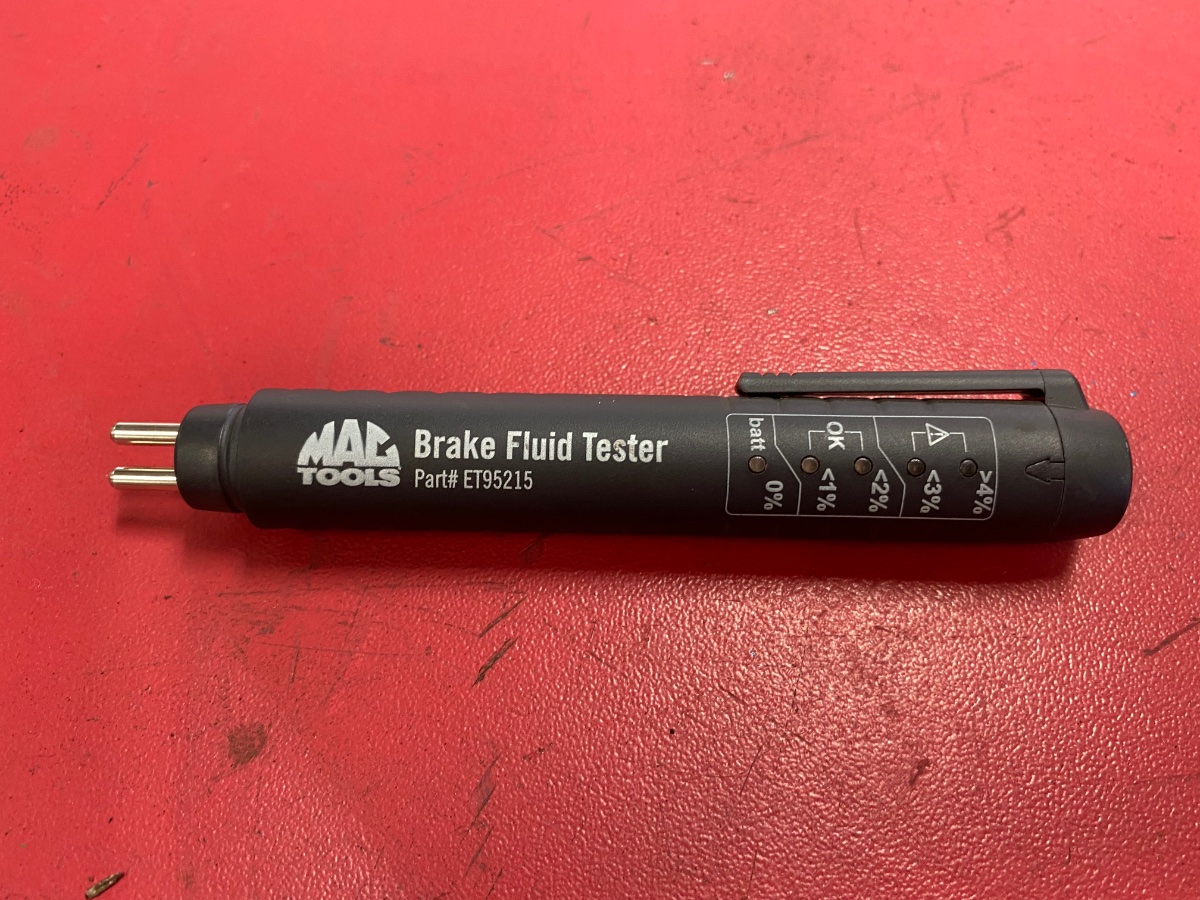 MAC
TOOLS
Brake Fluid Tester
Part# ET95215
batt
OK
0%
<1%
<2%
<3%
>4%